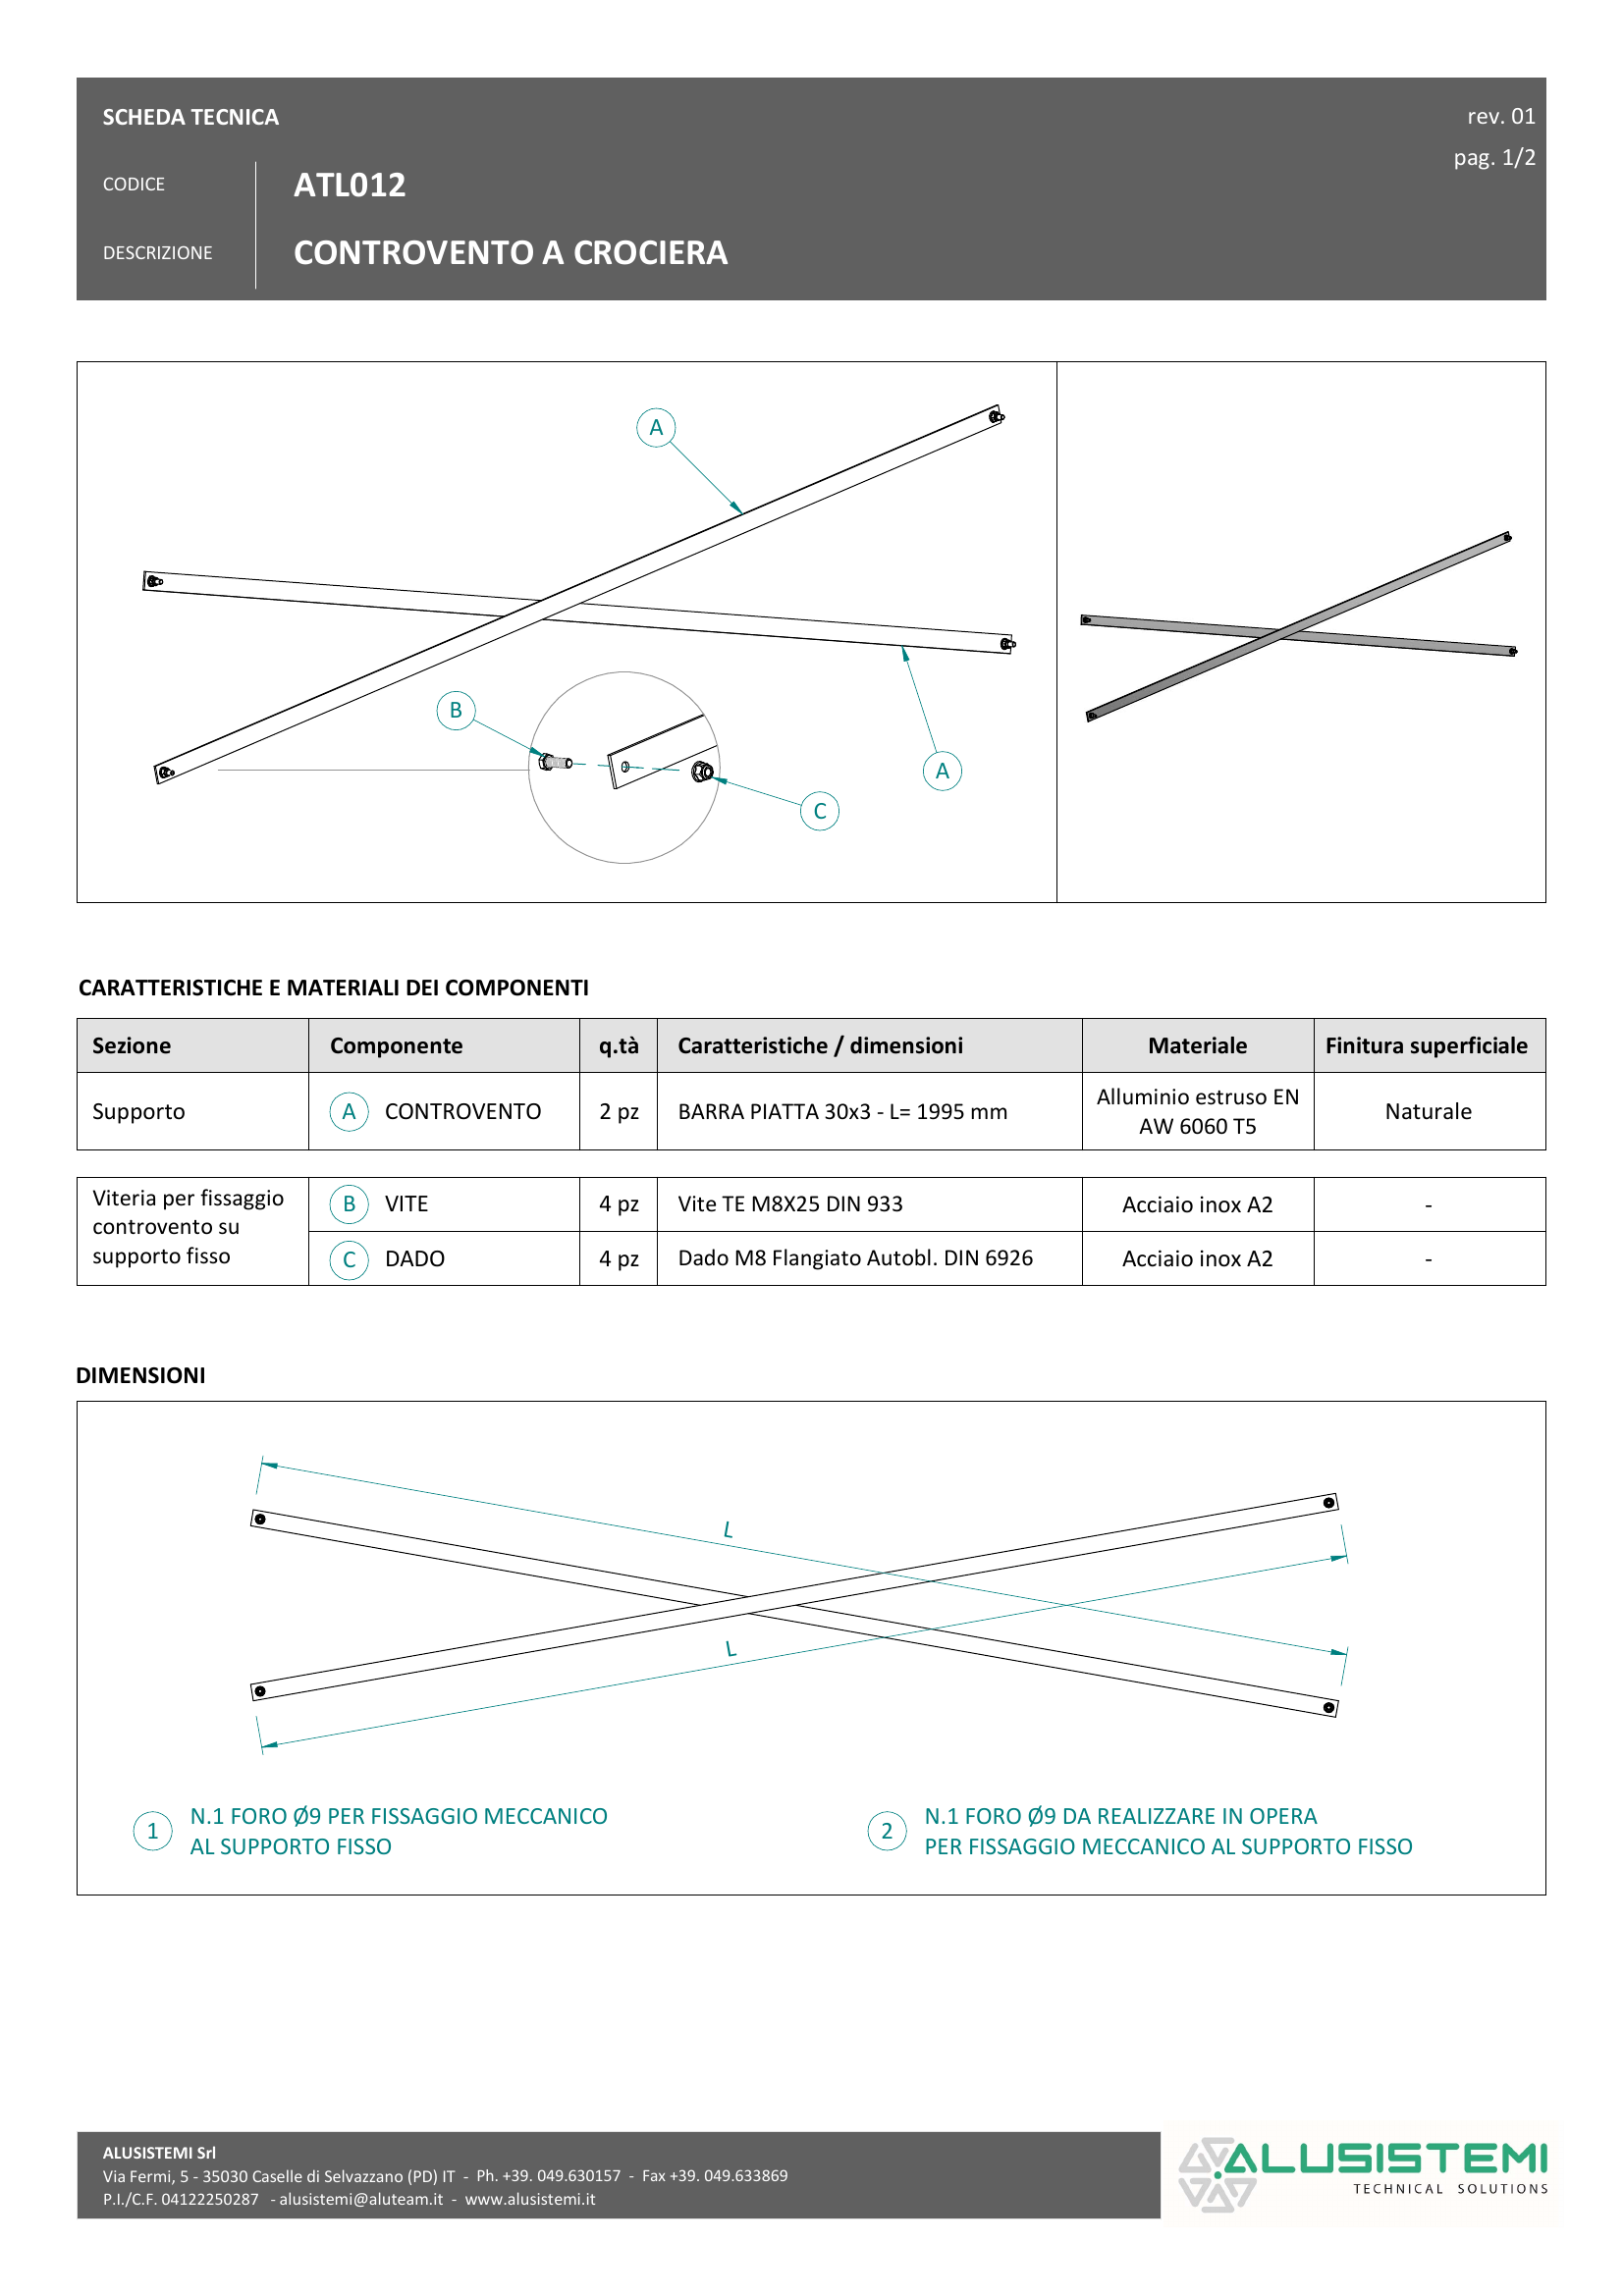 SCHEDA TECNICA
rev. 01
pag. 1/2
CODICE
ATL012
DESCRIZIONE
CONTROVENTO A CROCIERA
A
B
A
C
CARATTERISTICHE E MATERIALI DEI COMPONENTI
Sezione Componente q.tà Caratteristiche / dimensioni Materiale Finitura superficiale
Supporto A CONTROVENTO 2 pz BARRA PIATTA 30x3 - L= 1995 mm Alluminio estruso EN
AW 6060 T5 Naturale
Viteria per fissaggio
controvento su
supporto fisso
B VITE 4 pz Vite TE M8X25 DIN 933 Acciaio inox A2 -
C DADO 4 pz Dado M8 Flangiato Autobl. DIN 6926 Acciaio inox A2 -
DIMENSIONI
L
L
1 N.1 FORO Ø9 PER FISSAGGIO MECCANICO
AL SUPPORTO FISSO
2 N.1 FORO Ø9 DA REALIZZARE IN OPERA
PER FISSAGGIO MECCANICO AL SUPPORTO FISSO
ALUSISTEMI Srl
Via Fermi, 5 - 35030 Caselle di Selvazzano (PD) IT - Ph. +39. 049.630157 - Fax +39. 049.633869
P.I./C.F. 04122250287 - alusistemi@aluteam.it - www.alusistemi.it
ALUSISTEMI
TECHNICAL SOLUTIONS